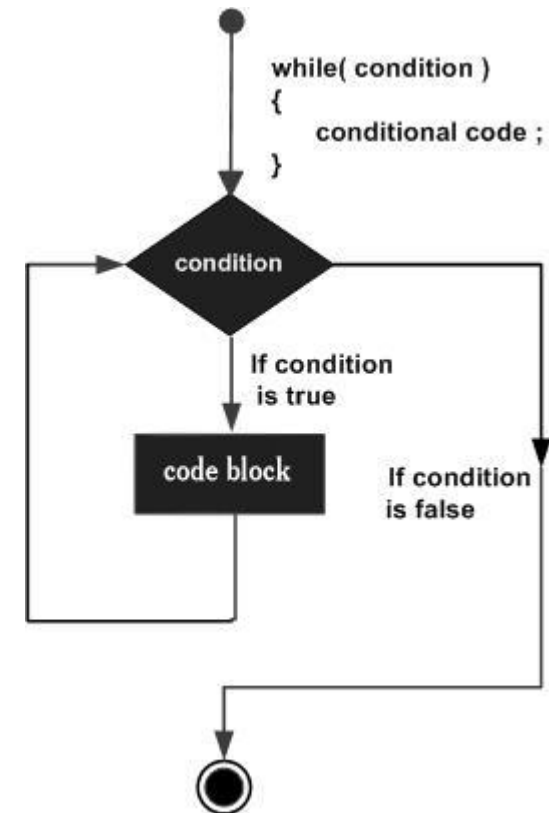 while( condition )
{
conditional code ;
}
condition
If condition
is true
code block
If condition
is false